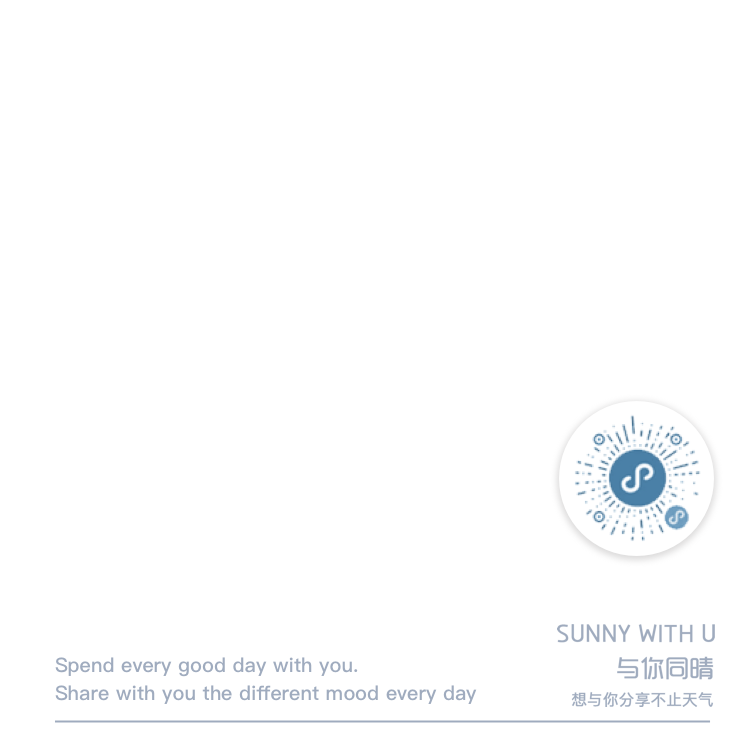 SUNNY WITH U
与你同晴
Spend every good day with you.
Share with you the different mood every day
想与你分享不止天气